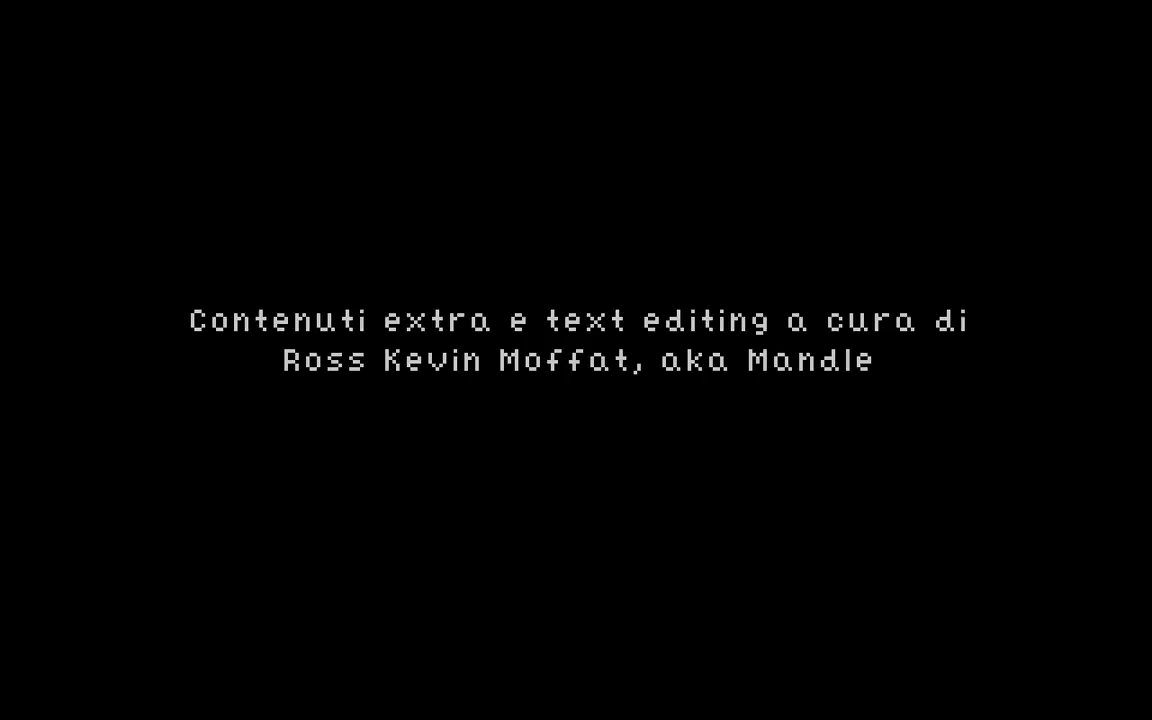 Contenuti extra e text editing a cura di
Ross Kevin Moffat, aka Mandle